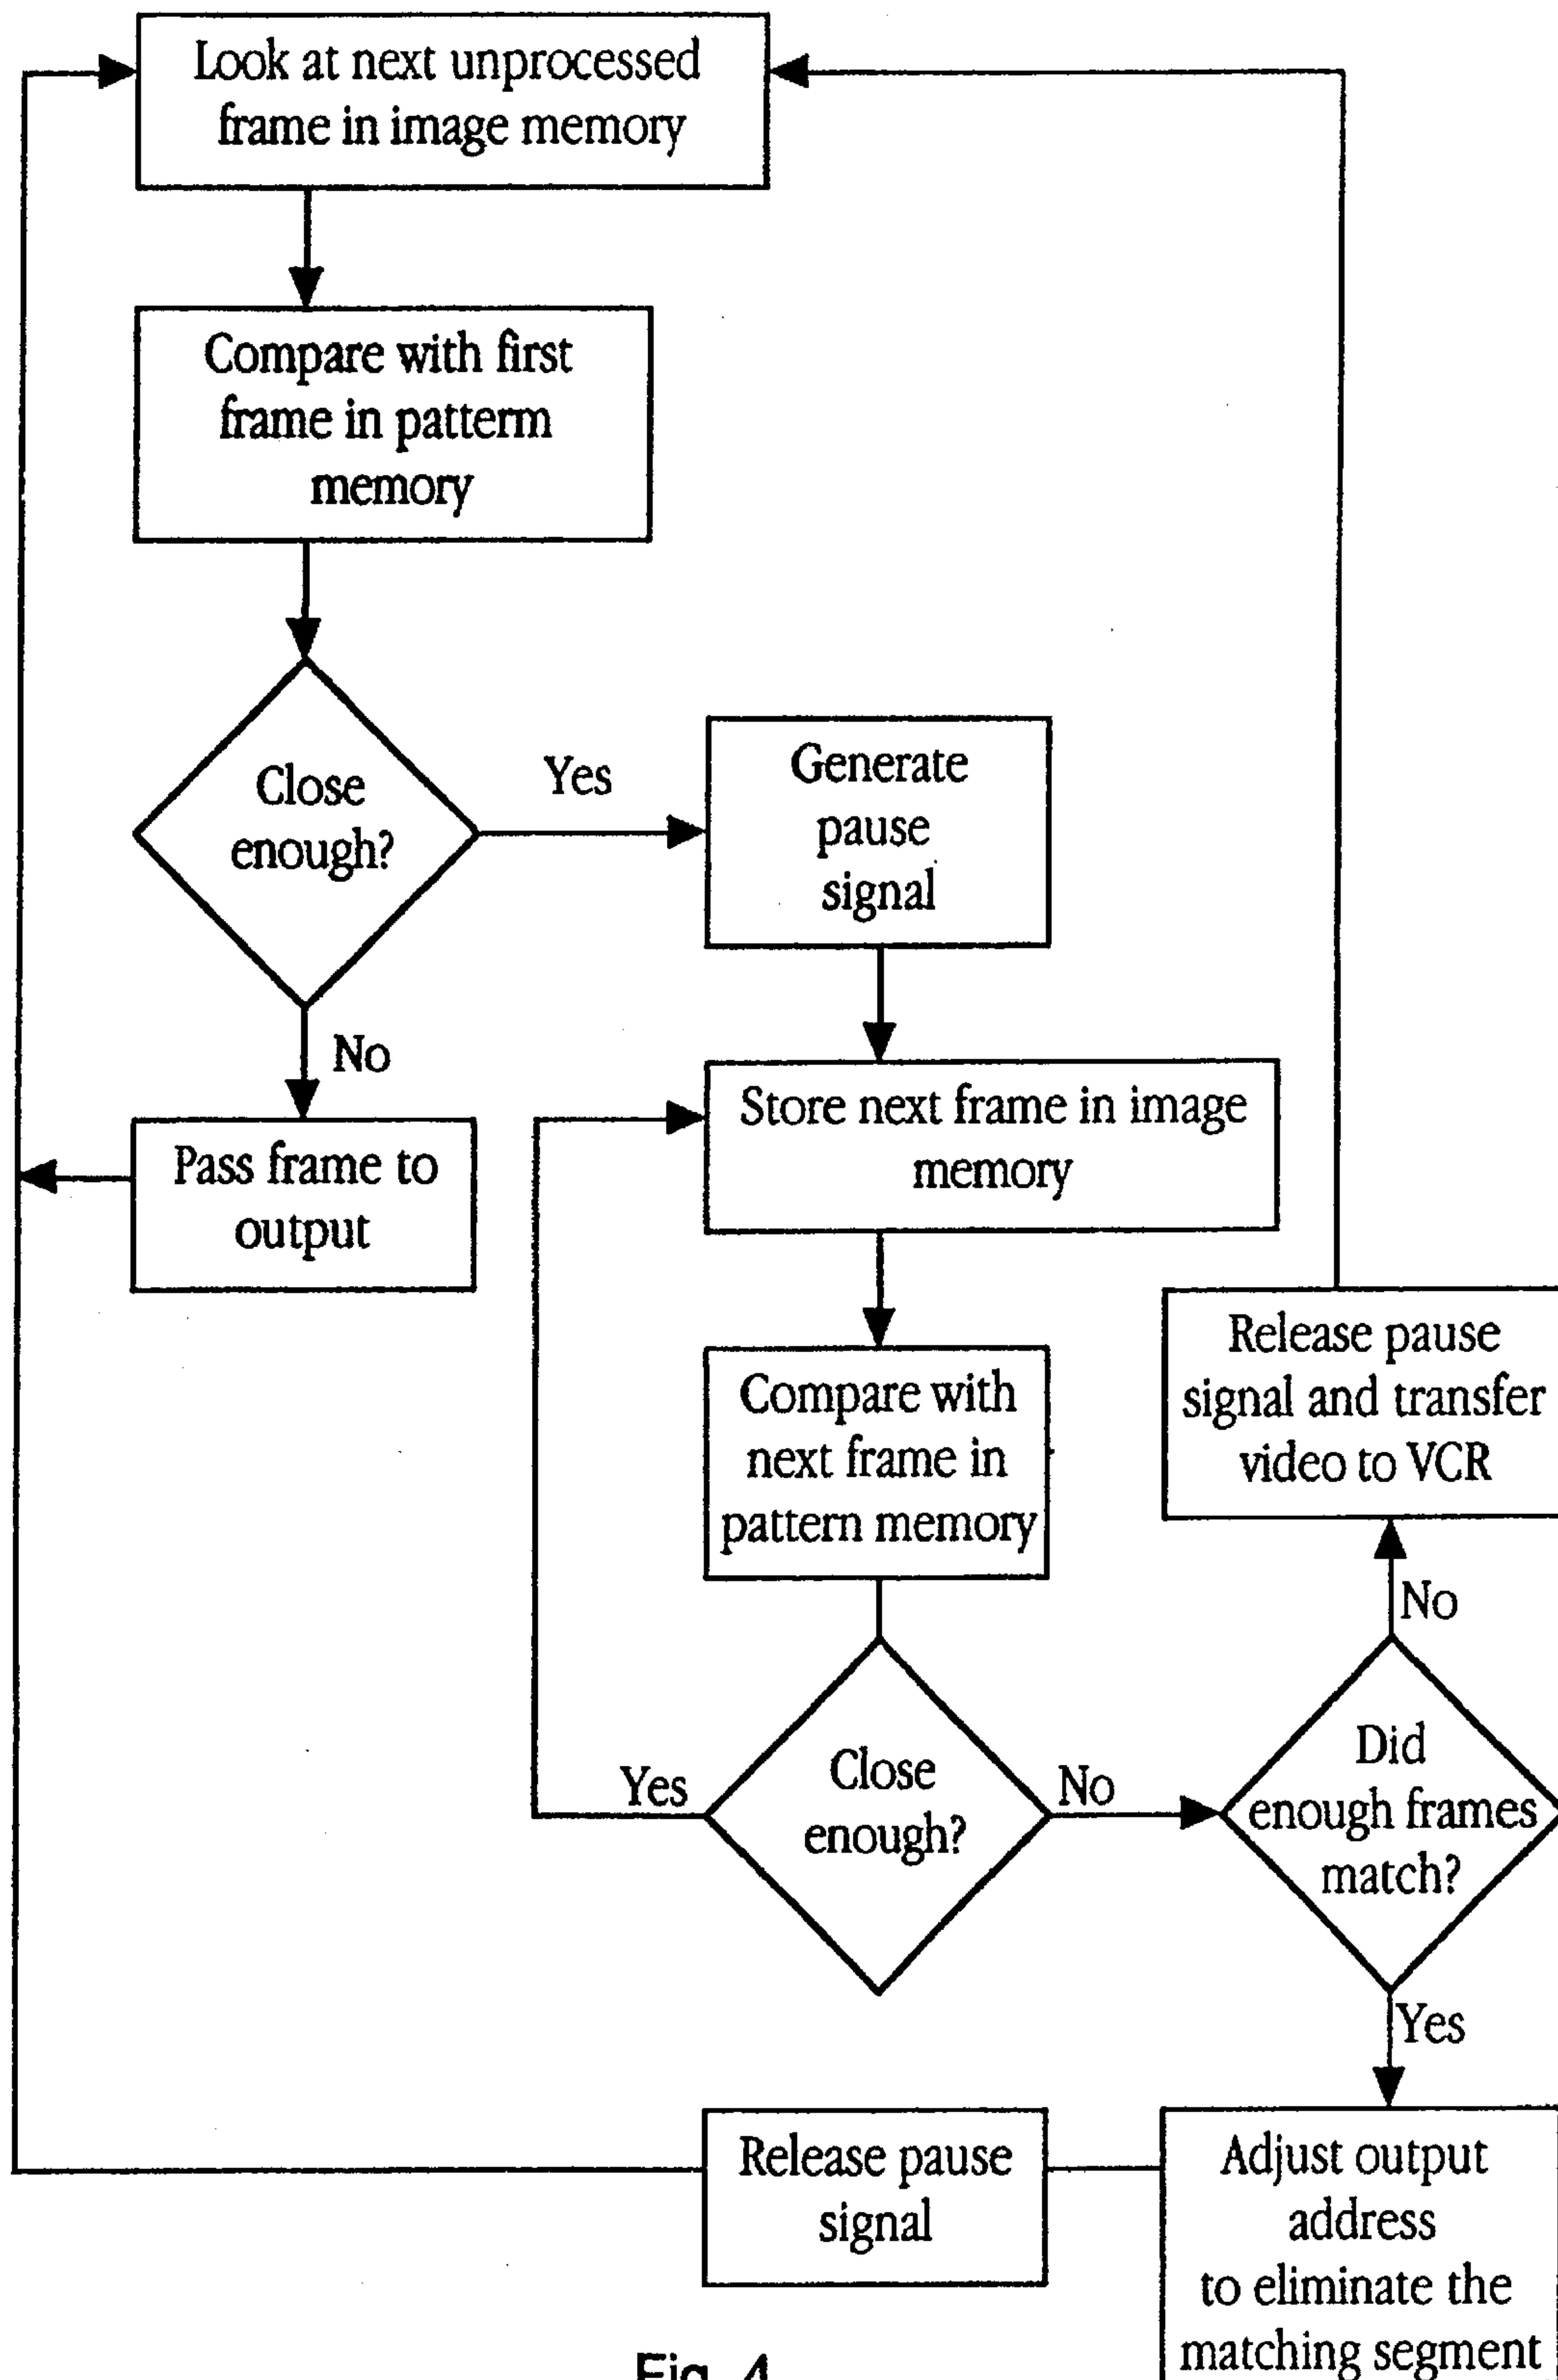 Look at next unprocessed
frame in image memory
Compare with first
frame in patterm
memory
Close
enough?
Yes
Generate
pause
signal
No
Pass frame to
output
Store next frame in image
memory
Compare with
next frame in
pattern memory
Release pause
signal and transfer
video to VCR
No
Close
enough?
Yes
No
Did
enough frames
match?
Yes
Release pause
signal
Adjust output
address
to eliminate the
matching segment
Fig. 4